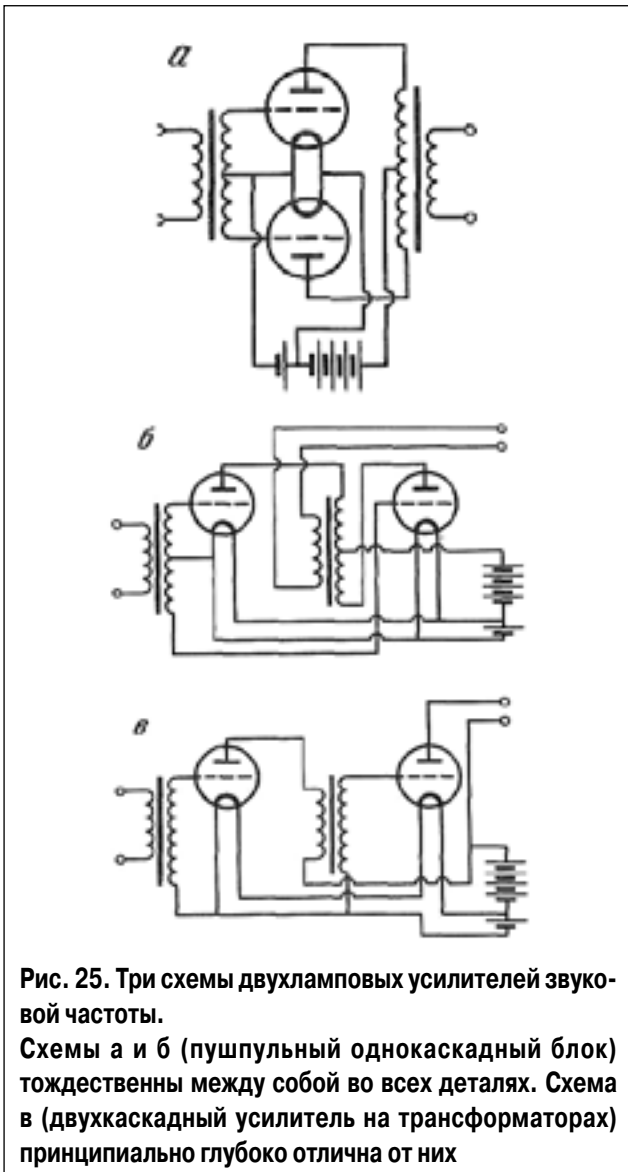 а
б
в
Рис. 25. Три схемы двухламповых усилителей звуко-
вой частоты.
Схемы а и б (пушпульный однокаскадный блок)
тождественны между собой во всех деталях. Схема
в (двухкаскадный усилитель на трансформаторах)
принципиально глубоко отлична от них